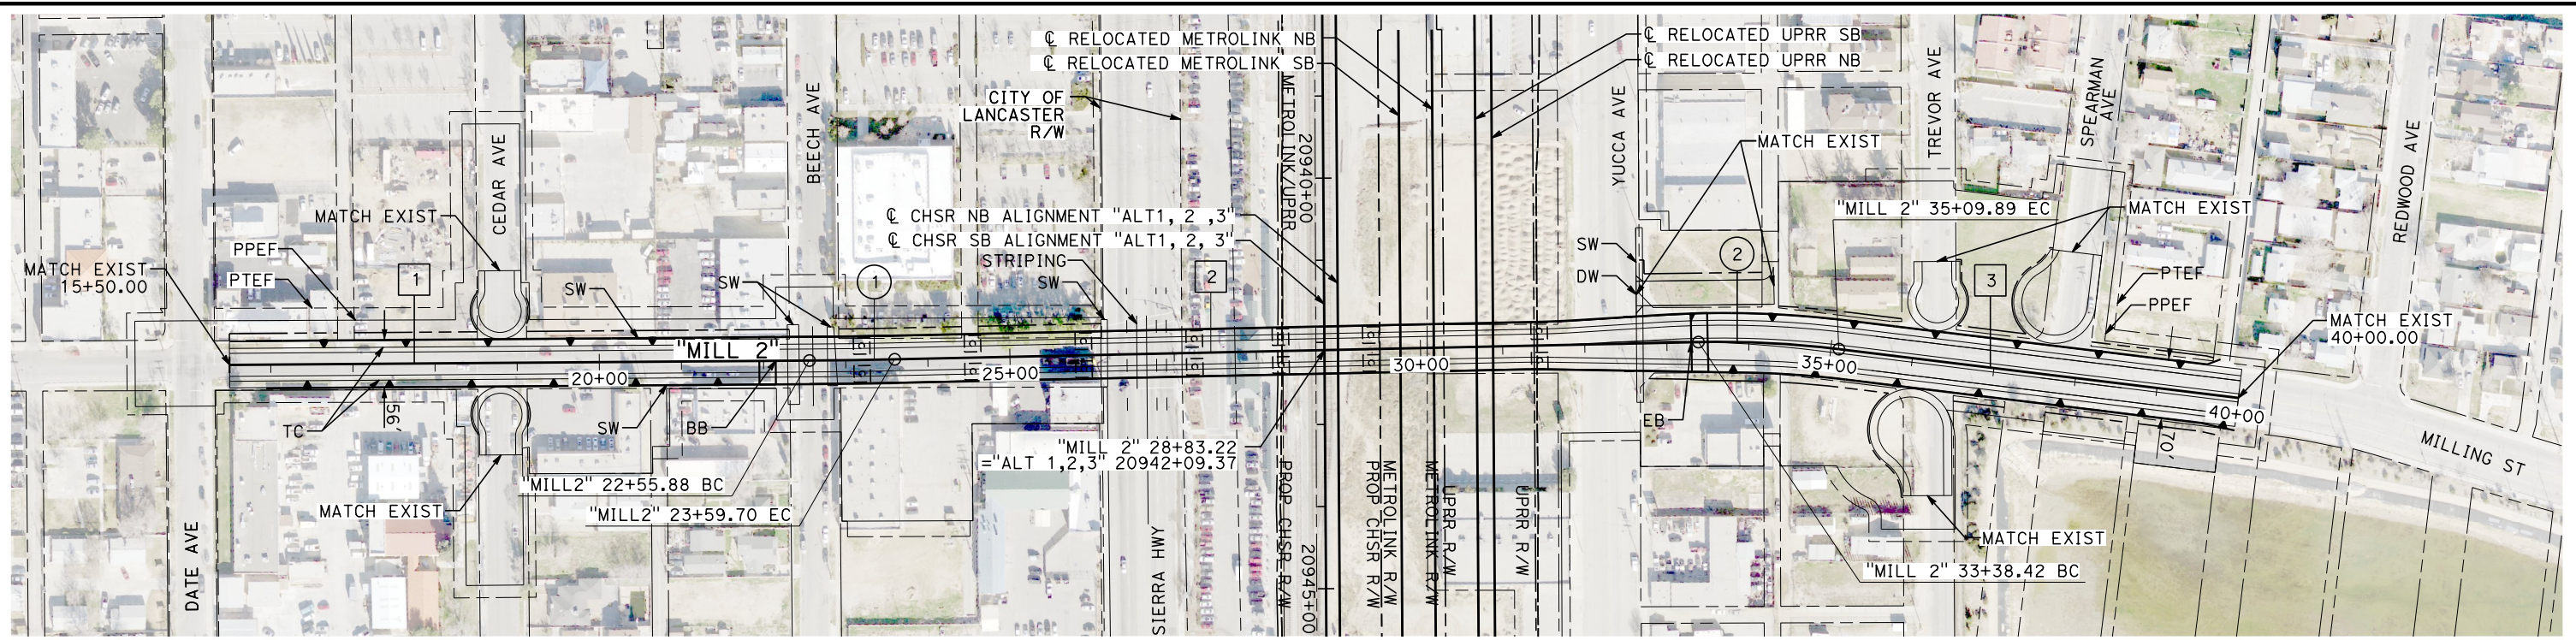 ℄ RELOCATED METROLINK NB
℄ RELOCATED METROLINK SB
℄ RELOCATED UPRR SB
℄ RELOCATED UPRR NB
CITY OF
LANCASTER
R/W
METROLINK/UPRR
20940+00
CEDAR AVE
BEECH AVE
YUCCA AVE
TREVOR AVE
SPEARMAN
AVE
REDWOOD AVE
MATCH EXIST
MATCH EXIST
"MILL 2" 35+09.89 EC
MATCH EXIST
℄ CHSR NB ALIGNMENT "ALT1, 2 ,3"
℄ CHSR SB ALIGNMENT "ALT1, 2, 3"
STRIPING
SW
PPEF
PTEF
MATCH EXIST
15+50.00
1
SW
SW
1
2
SW
DW
2
3
PTEF
PPEF
MATCH EXIST
40+00.00
"MILL 2"
20+00
25+00
30+00
35+00
40+00
56'
70'
TC
SW
BB
EB
"MILL 2" 28+83.22
="ALT 1,2,3" 20942+09.37
"MILL2" 22+55.88 BC
"MILL2" 23+59.70 EC
MATCH EXIST
MATCH EXIST
"MILL 2" 33+38.42 BC
MILLING ST
DATE AVE
SIERRA HWY
PROP CHSR R/W
20945+00
PROP CHSR R/W
METROLINK R/W
METROLINK R/W
UPRR R/W
UPRR R/W